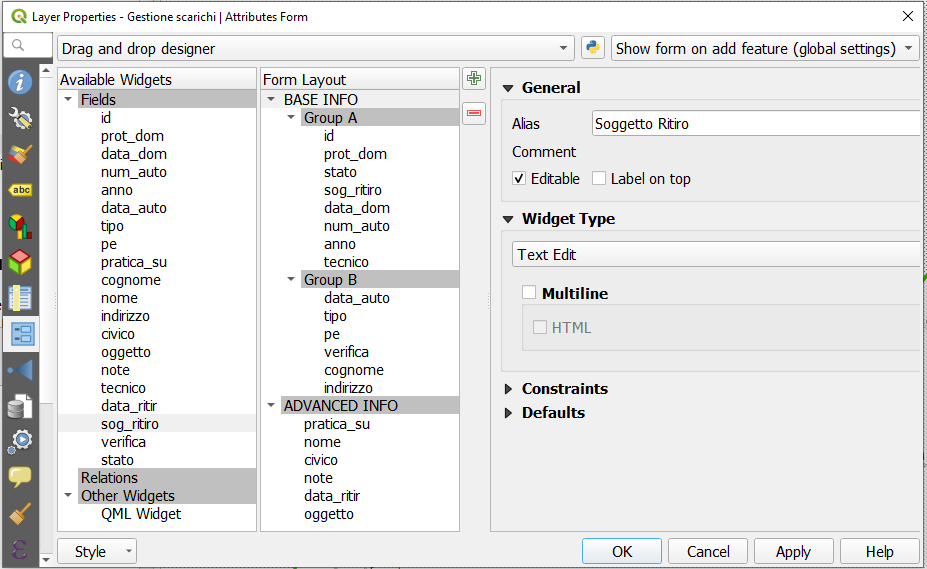 Layer Properties - Gestione scarichi | Attributes Form
Drag and drop designer
Show form on add feature (global settings)
Available Widgets
Fields
id
prot_dom
data_dom
num_auto
anno
data_auto
tipo
pe
pratica_su
cognome
nome
indirizzo
civico
oggetto
note
tecnico
data_ritir
sog_ritiro
verifica
stato
Relations
Other Widgets
QML Widget
Form Layout
BASE INFO
Group A
id
prot_dom
stato
sog_ritiro
data_dom
num_auto
anno
tecnico
Group B
data_auto
tipo
pe
verifica
cognome
indirizzo
ADVANCED INFO
pratica_su
nome
civico
note
data_ritir
oggetto
General
Alias
Soggetto Ritiro
Comment
Editable
Label on top
Widget Type
Text Edit
Multiline
HTML
Constraints
Defaults
abc
Style
OK
Cancel
Apply
Help